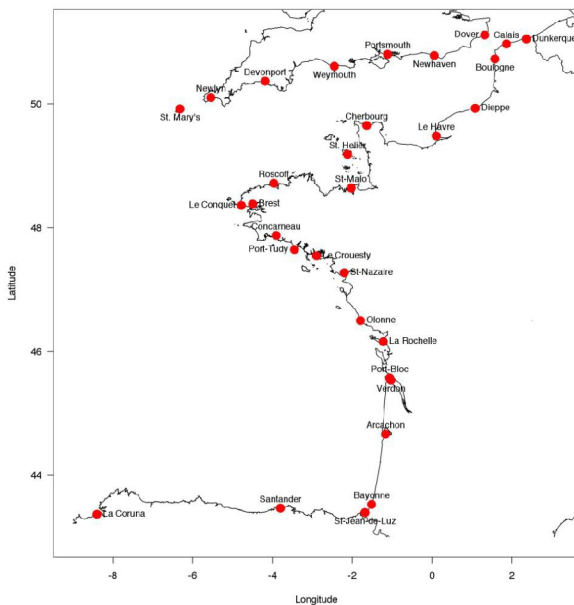 Dover
Calais
Dunkerque
Portsmouth
Newhaven
Boulogne
Weymouth
Devonport
Newlyn
St. Mary's
Dieppe
Cherbourg
Le Havre
St. Helier
Roscoff
St-Malo
Le Conquet
Brest
Concarneau
Port-Tudy
Le Crouesty
St-Nazaire
Olonne
La Rochelle
Port-Bloc
Verdon
Arcachon
Santander
Bayonne
La Coruna
St-Jean-de-Luz
50
48
46
44
Latitude
-8
-6
-4
-2
0
2
Longitude